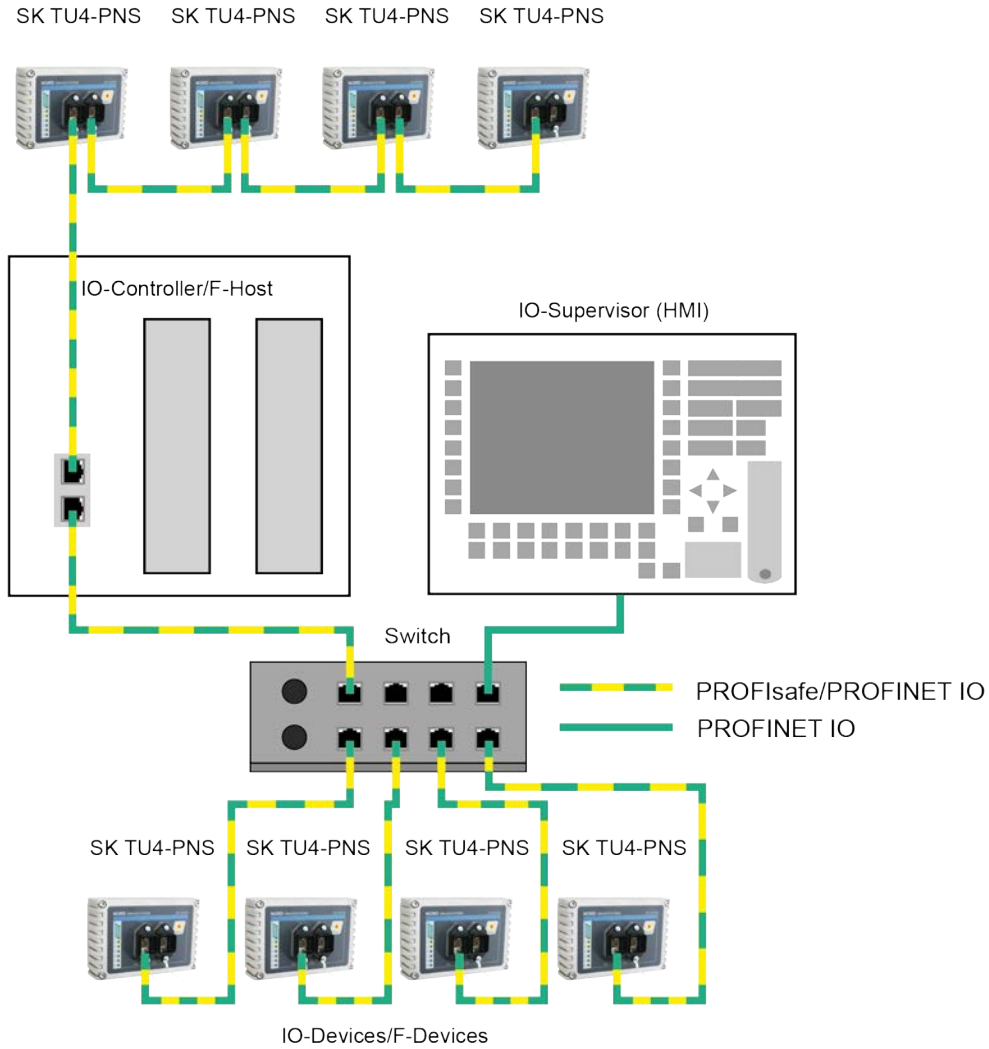 SK TU4-PNS SK TU4-PNS SK TU4-PNS SK TU4-PNS
IO-Controller/F-Host
IO-Supervisor (HMI)
Switch
PROFIsafe/PROFINET IO
PROFINET IO
SK TU4-PNS SK TU4-PNS SK TU4-PNS SK TU4-PNS
IO-Devices/F-Devices